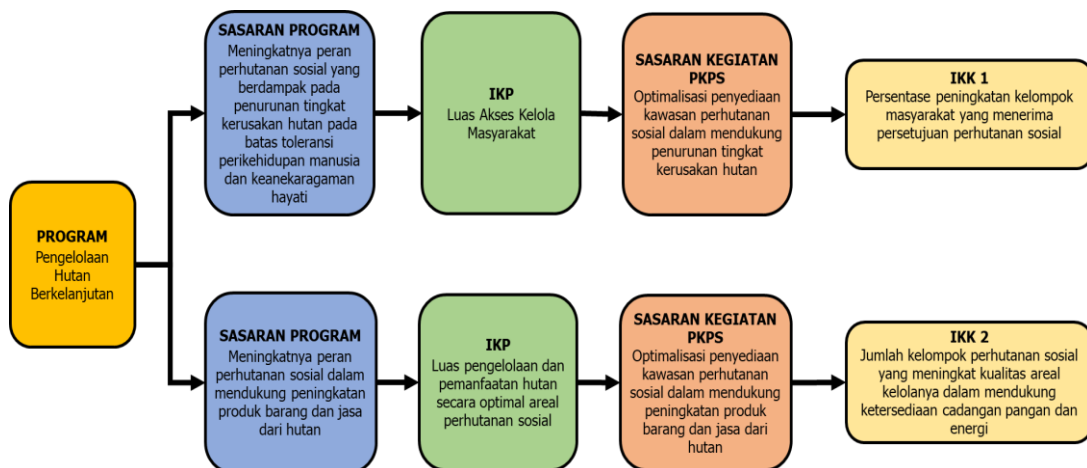 PROGRAM
Pengelolaan
Hutan
Berkelanjutan
SASARAN PROGRAM
Meningkatnya peran
perhutanan sosial yang
berdampak pada
penurunan tingkat
kerusakan hutan pada
batas toleransi
perikehidupan manusia
dan keanekaragaman
hayati
IKP
Luas Akses Kelola
Masyarakat
SASARAN KEGIATAN
PKPS
Optimalisasi penyediaan
kawasan perhutanan
sosial dalam mendukung
penurunan tingkat
kerusakan hutan
IKK 1
Persentase peningkatan kelompok
masyarakat yang menerima
persetujuan perhutanan sosial
SASARAN PROGRAM
Meningkatnya peran
perhutanan sosial dalam
mendukung peningkatan
produk barang dan jasa
dari hutan
IKP
Luas pengelolaan dan
pemanfaatan hutan
secara optimal areal
perhutanan sosial
SASARAN KEGIATAN
PKPS
Optimalisasi penyediaan
kawasan perhutanan
sosial dalam mendukung
peningkatan produk
barang dan jasa dari
hutan
IKK 2
Jumlah kelompok perhutanan sosial
yang meningkat kualitas areal
kelolanya dalam mendukung
ketersediaan cadangan pangan dan
energi